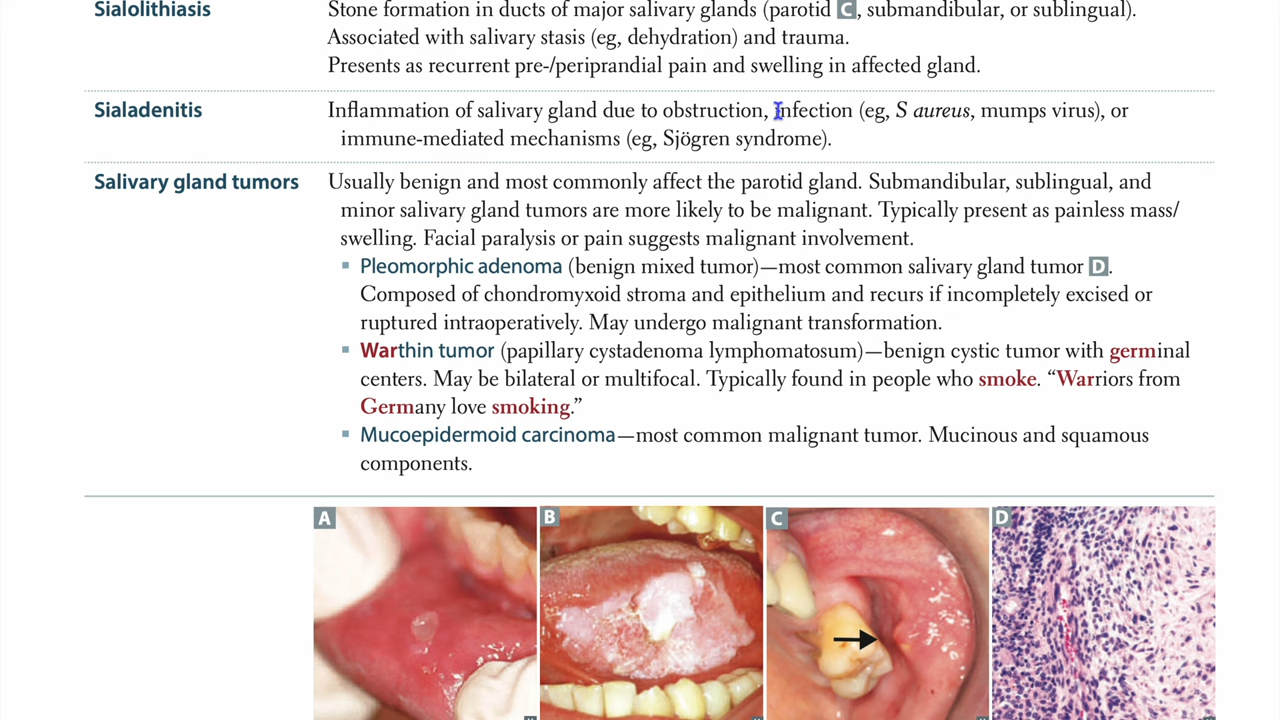 Sialolithiasis
Stone formation in ducts of major salivary glands (parotid C, submandibular, or sublingual).
Associated with salivary stasis (eg, dehydration) and trauma.
Presents as recurrent pre-/periprandial pain and swelling in affected gland.
Sialadenitis
Inflammation of salivary gland due to obstruction, infection (eg, S aureus, mumps virus), or
immune-mediated mechanisms (eg, Sjögren syndrome).
Salivary gland tumors
Usually benign and most commonly affect the parotid gland. Submandibular, sublingual, and
minor salivary gland tumors are more likely to be malignant. Typically present as painless mass/
swelling. Facial paralysis or pain suggests malignant involvement.
▪ Pleomorphic adenoma (benign mixed tumor)—most common salivary gland tumor D.
Composed of chondromyxoid stroma and epithelium and recurs if incompletely excised or
ruptured intraoperatively. May undergo malignant transformation.
▪ Warthin tumor (papillary cystadenoma lymphomatosum)—benign cystic tumor with germinal
centers. May be bilateral or multifocal. Typically found in people who smoke. “Warriors from
Germany love smoking.”
▪ Mucoepidermoid carcinoma—most common malignant tumor. Mucinous and squamous
components.
A
B
C
D